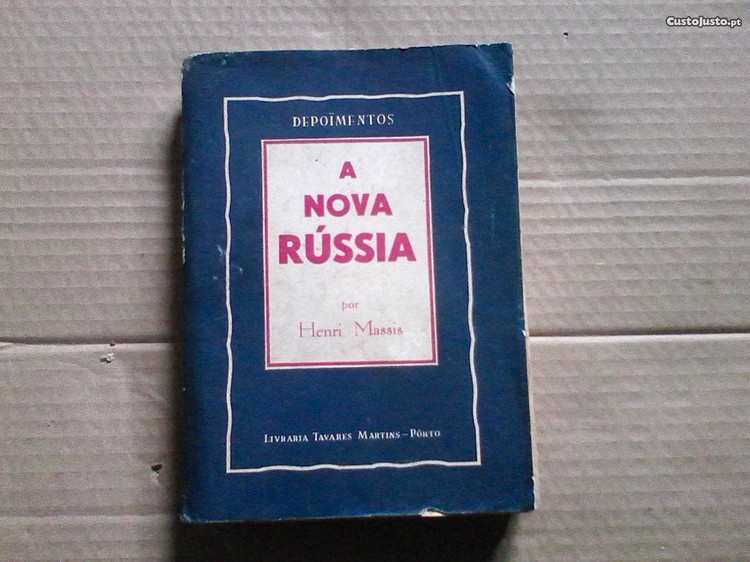 CustoJusto.pt
DEPOÏMENTOS
A
NOVA
RÚSSIA
por
Henri Massis
LIVRARIA TAVARES MARTINS – PÔRTO